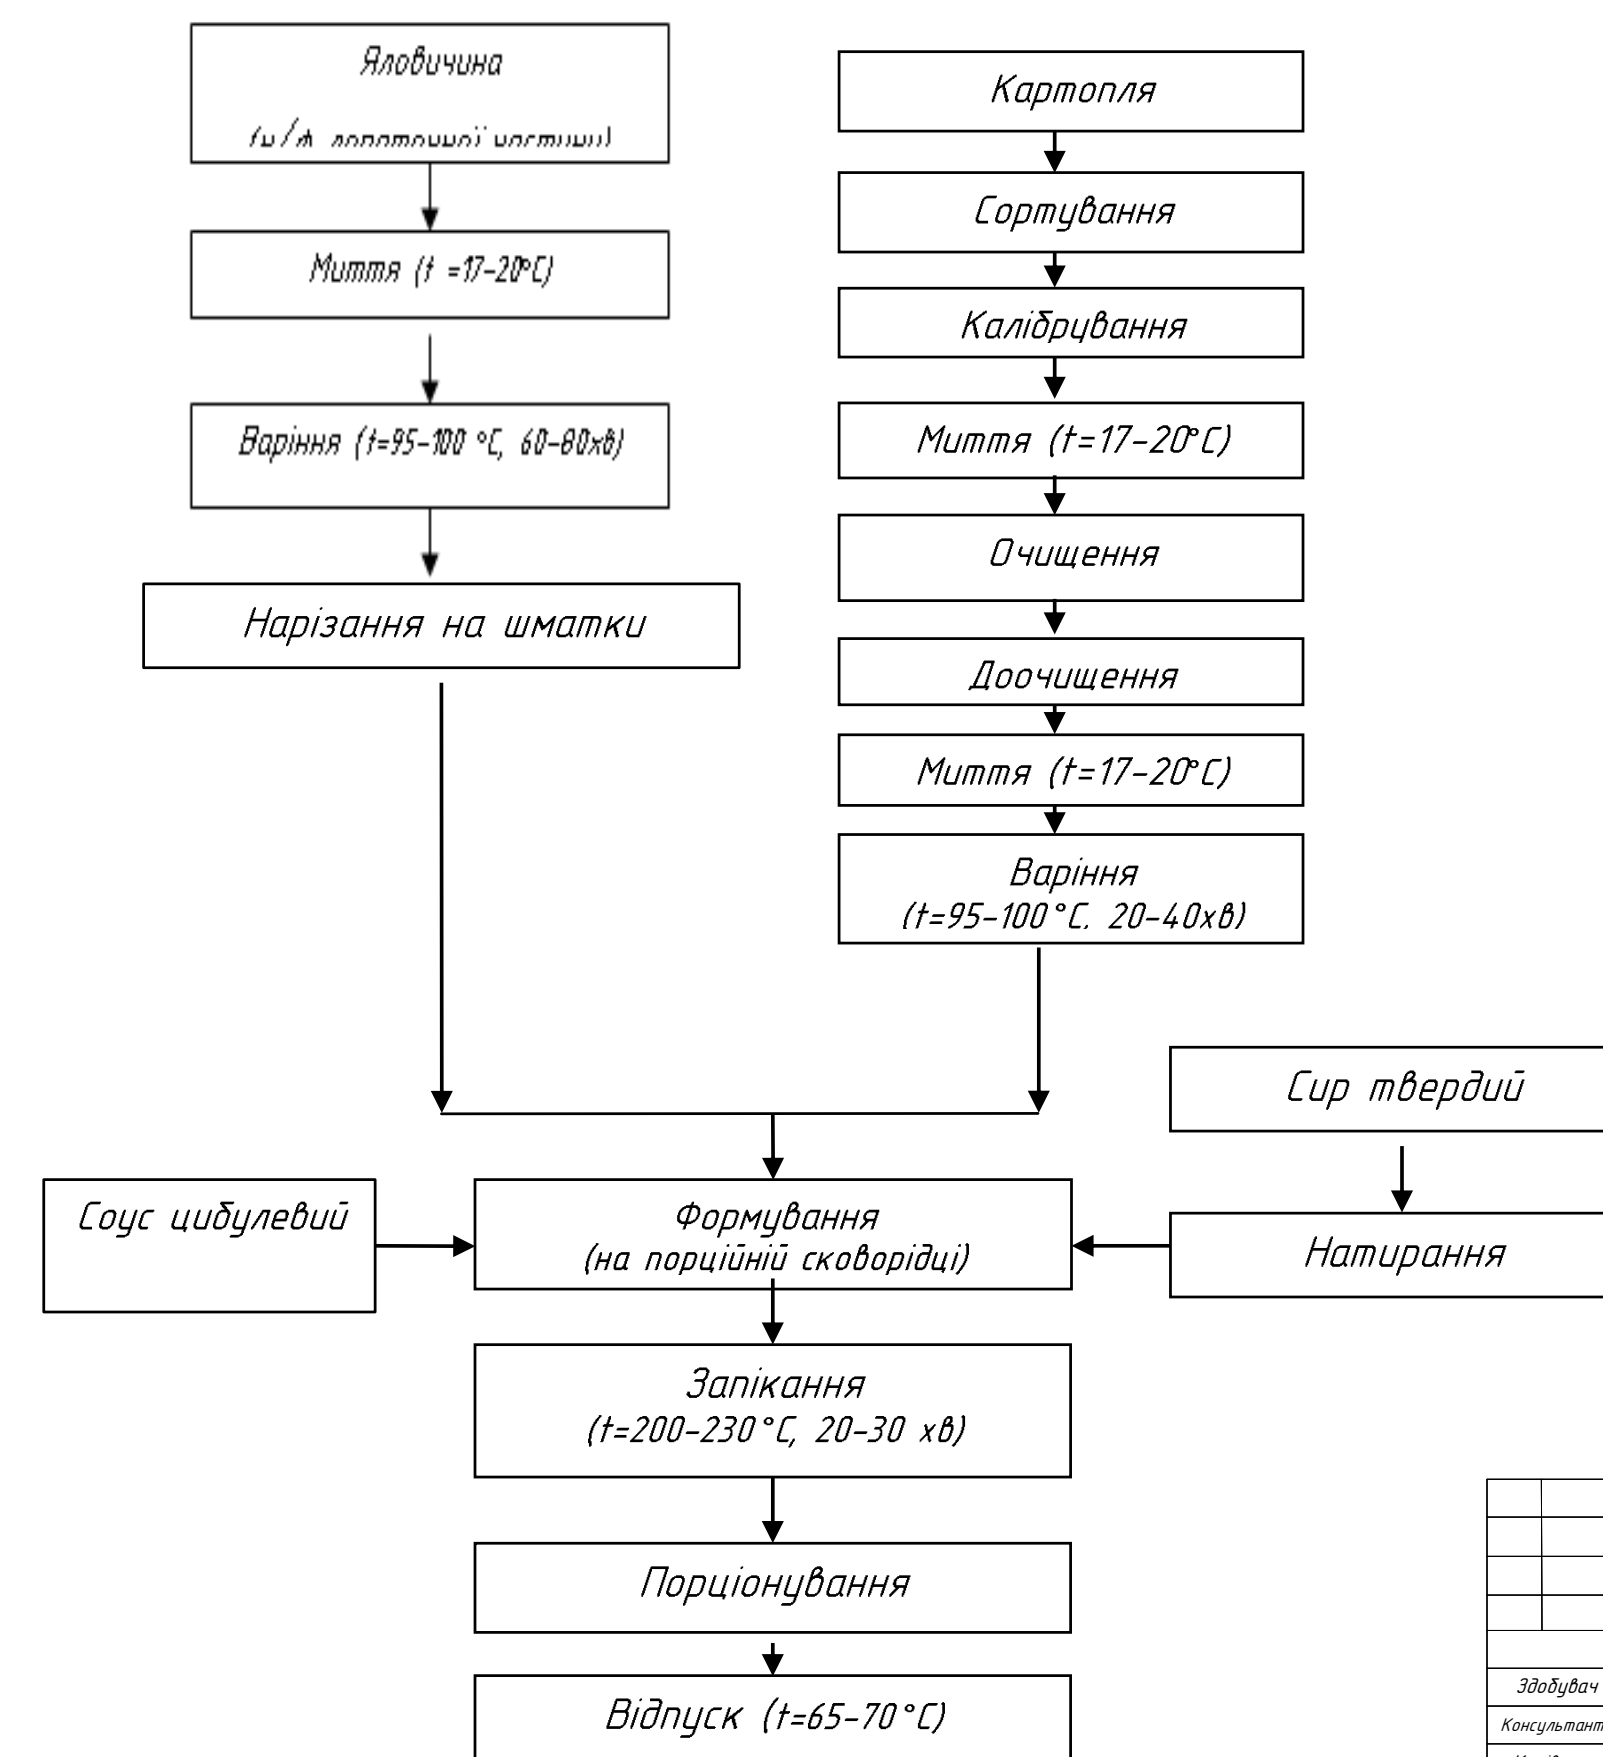 Яловичина
Миття (t =17-20°С)
Варіння (t=95-100 °С, 60-80хв)
Нарізання на шматки
Картопля
Сортування
Калібрування
Миття (t=17-20°С)
Очищення
Доочищення
Миття (t=17-20°С)
Варіння
(t=95-100°С, 20-40хв)
Сир твердий
Натирання
Соус цибулевий
Формування
(на порційній сковорідці)
Запікання
(t=200-230°С, 20-30 хв)
Порціонування
Відпуск (t=65-70°С)
Здобувач
Консультант